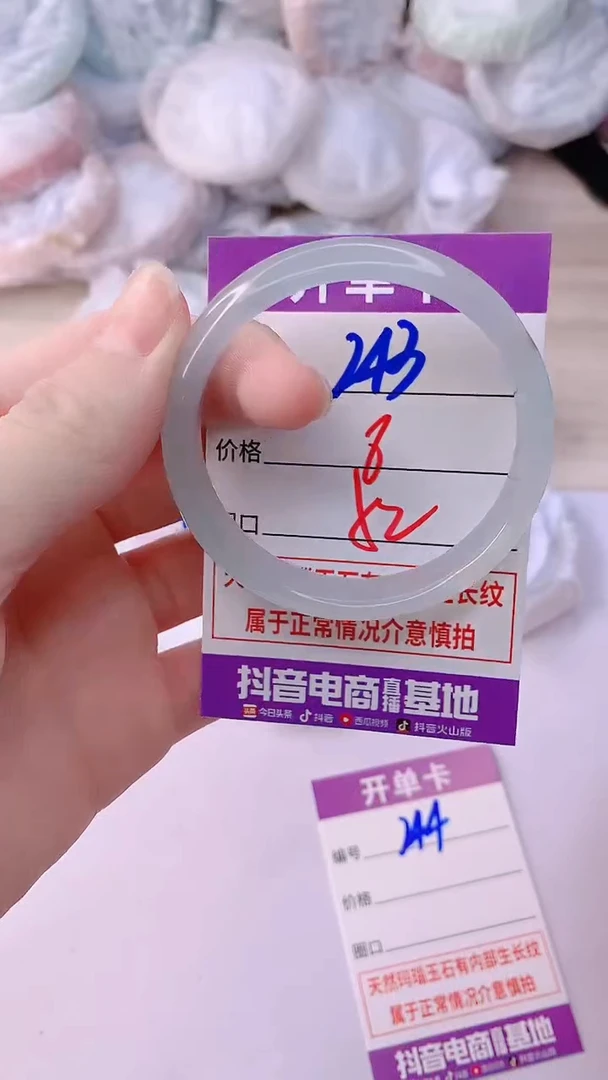 开单卡
243
价格 8
口 52
生长纹
属于正常情况介意慎拍
抖音电商直播基地
今日头条 抖音 西瓜视频 抖音火山版
开单卡
编号 244
价格
圈口
天然玛瑙玉石有内部生长纹
属于正常情况介意慎拍
抖音电商直播基地